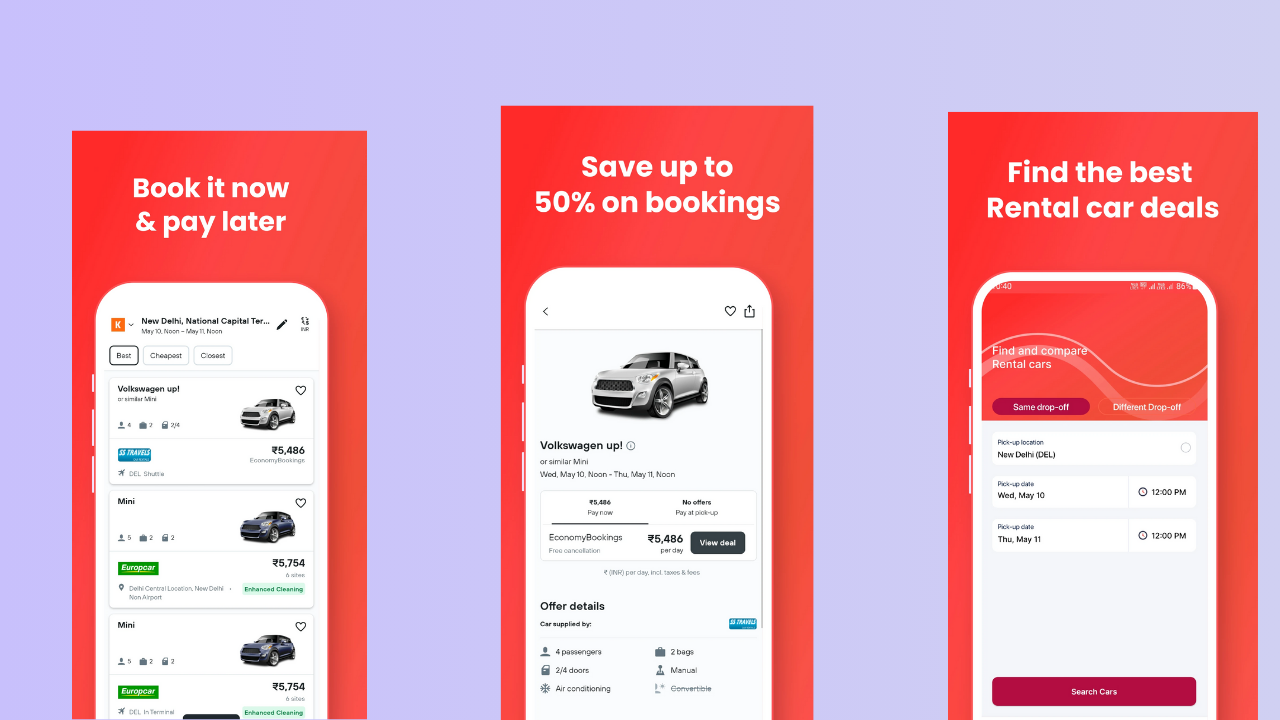 Book it now
& pay later
K
New Delhi, National Capital Ter...
May 10, Noon – May 11, Noon
INR
Best
Cheapest
Closest
Volkswagen up!
or similar Mini
4
2
2/4
SS TRAVELS
₹5,486
EconomyBookings
DEL Shuttle
Mini
5
2
2
Europcar
₹5,754
6 sites
Delhi Central Location, New Delhi
Non Airport
Enhanced Cleaning
Mini
5
2
2
Europcar
₹5,754
6 sites
DEL In Terminal
Enhanced Cleaning
Save up to
50% on bookings
Volkswagen up!
or similar Mini
Wed, May 10, Noon - Thu, May 11, Noon
₹5,486
Pay now
No offers
Pay at pick-up
EconomyBookings
Free cancellation
₹5,486
per day
View deal
₹ (INR) per day, incl. taxes & fees
Offer details
Car supplied by:
SS TRAVELS
4 passengers
2 bags
2/4 doors
Manual
Air conditioning
Convertible
Find the best
Rental car deals
86%
Find and compare
Rental cars
Same drop-off
Different Drop-off
Pick-up location
New Delhi (DEL)
Pick-up date
Wed, May 10
12:00 PM
Pick-up date
Thu, May 11
12:00 PM
Search Cars